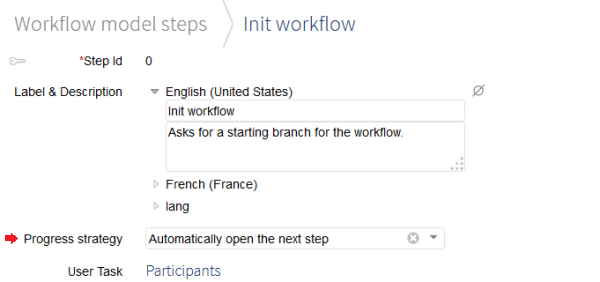 Workflow model steps Init workflow
*Step Id 0
Label & Description English (United States)
Init workflow
Asks for a starting branch for the workflow.
French (France)
lang
Progress strategy Automatically open the next step
User Task Participants